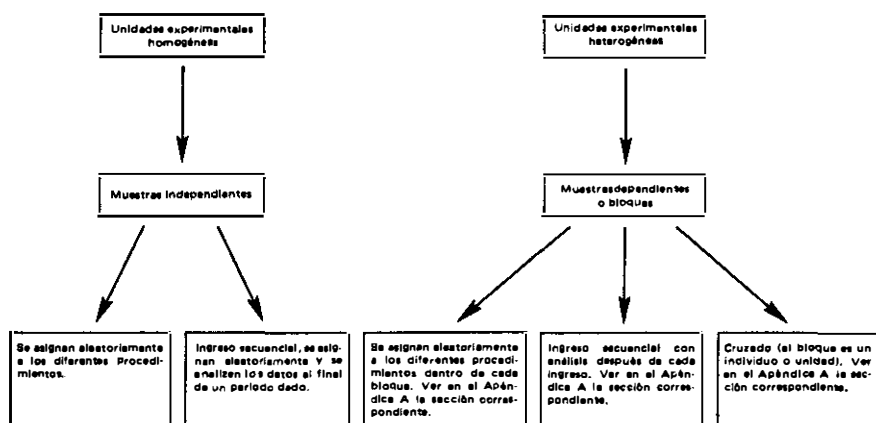 Unidades experimentales
homogéneas
Unidades experimentales
heterogéneas
Muestras independientes
Muestras dependientes
o bloques
Se asignan aleatoriamente
a los diferentes procedi-
mientos.
Ingreso secuencial, se asig-
nan aleatoriamente Y se
analizan los datos al final
de un período dado.
Se asignan aleatoriamente
a los diferentes procedi-
mientos dentro de cada
bloque. Ver en el Apén-
dice A la sección corres-
pondiente.
Ingreso secuencial con
análisis después de cada
ingreso. Ver en el Apén-
dice A la sección corres-
pondiente.
Cruzado (el bloque es un
individuo o unidad). Ver
en el Apéndice A la sec-
ción correspondiente.